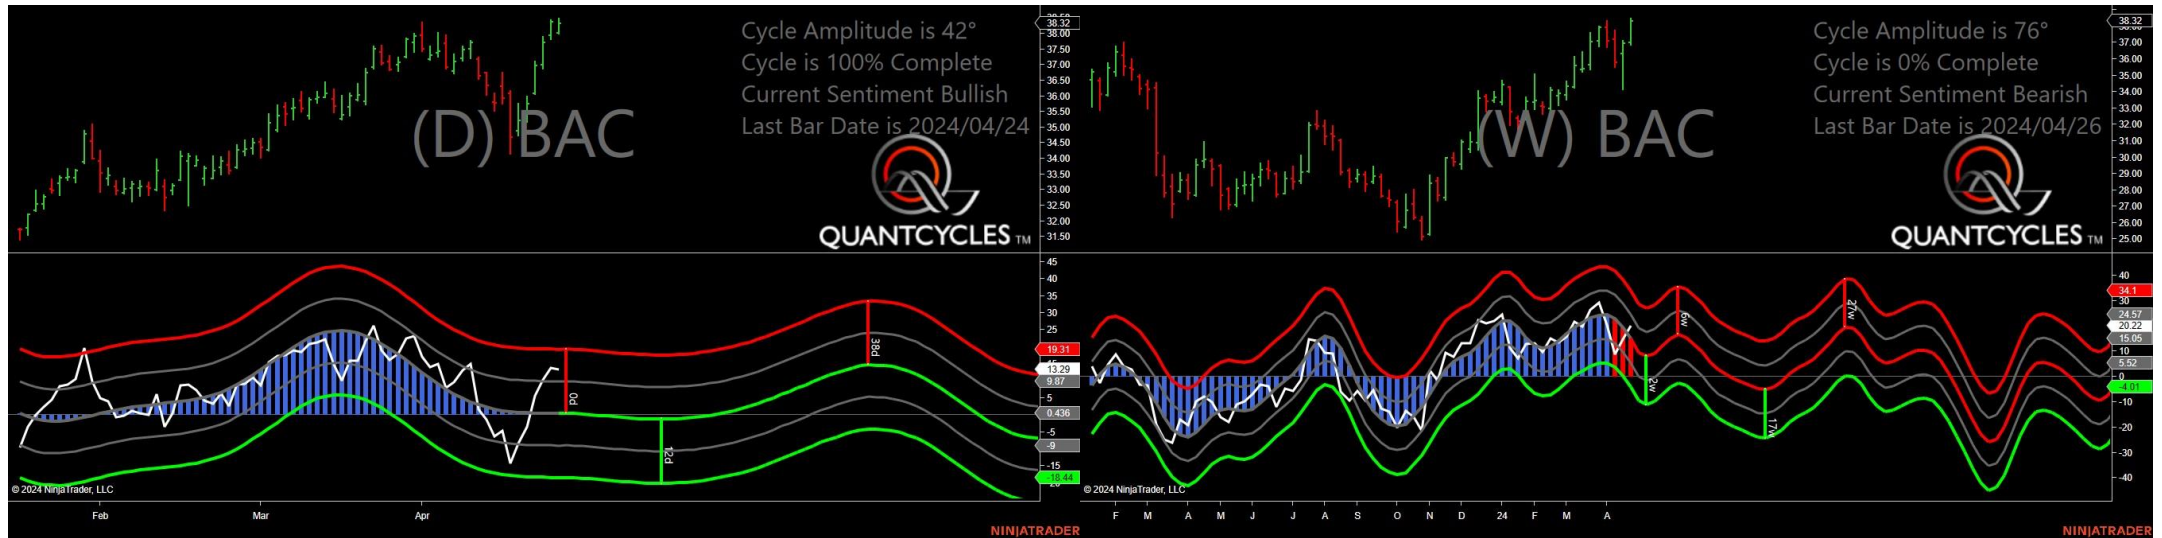 Cycle Amplitude is 42°
Cycle is 100% Complete
Current Sentiment Bullish
Last Bar Date is 2024/04/24
(D) BAC
QUANTCYCLES TM
38.32
38.00
37.50
37.00
36.50
36.00
35.50
35.00
34.50
34.00
33.50
33.00
32.50
32.00
31.50
45
40
35
30
25
19.31
15
13.29
9.87
5
0.436
-5
-9
-15
-18.44
0d
12d
38d
© 2024 NinjaTrader, LLC
Feb Mar Apr
NINJATRADER
Cycle Amplitude is 76°
Cycle is 0% Complete
Current Sentiment Bearish
Last Bar Date is 2024/04/26
(W) BAC
QUANTCYCLES TM
38.32
37.00
36.00
35.00
34.00
33.00
32.00
31.00
30.00
29.00
28.00
27.00
26.00
25.00
40
34.1
30
24.57
20.22
15.05
10
5.52
0
-4.01
-10
-20
-30
-40
2w
6w
17w
27w
© 2024 NinjaTrader, LLC
F M A M J J A S O N D 24 F M A
NINJATRADER